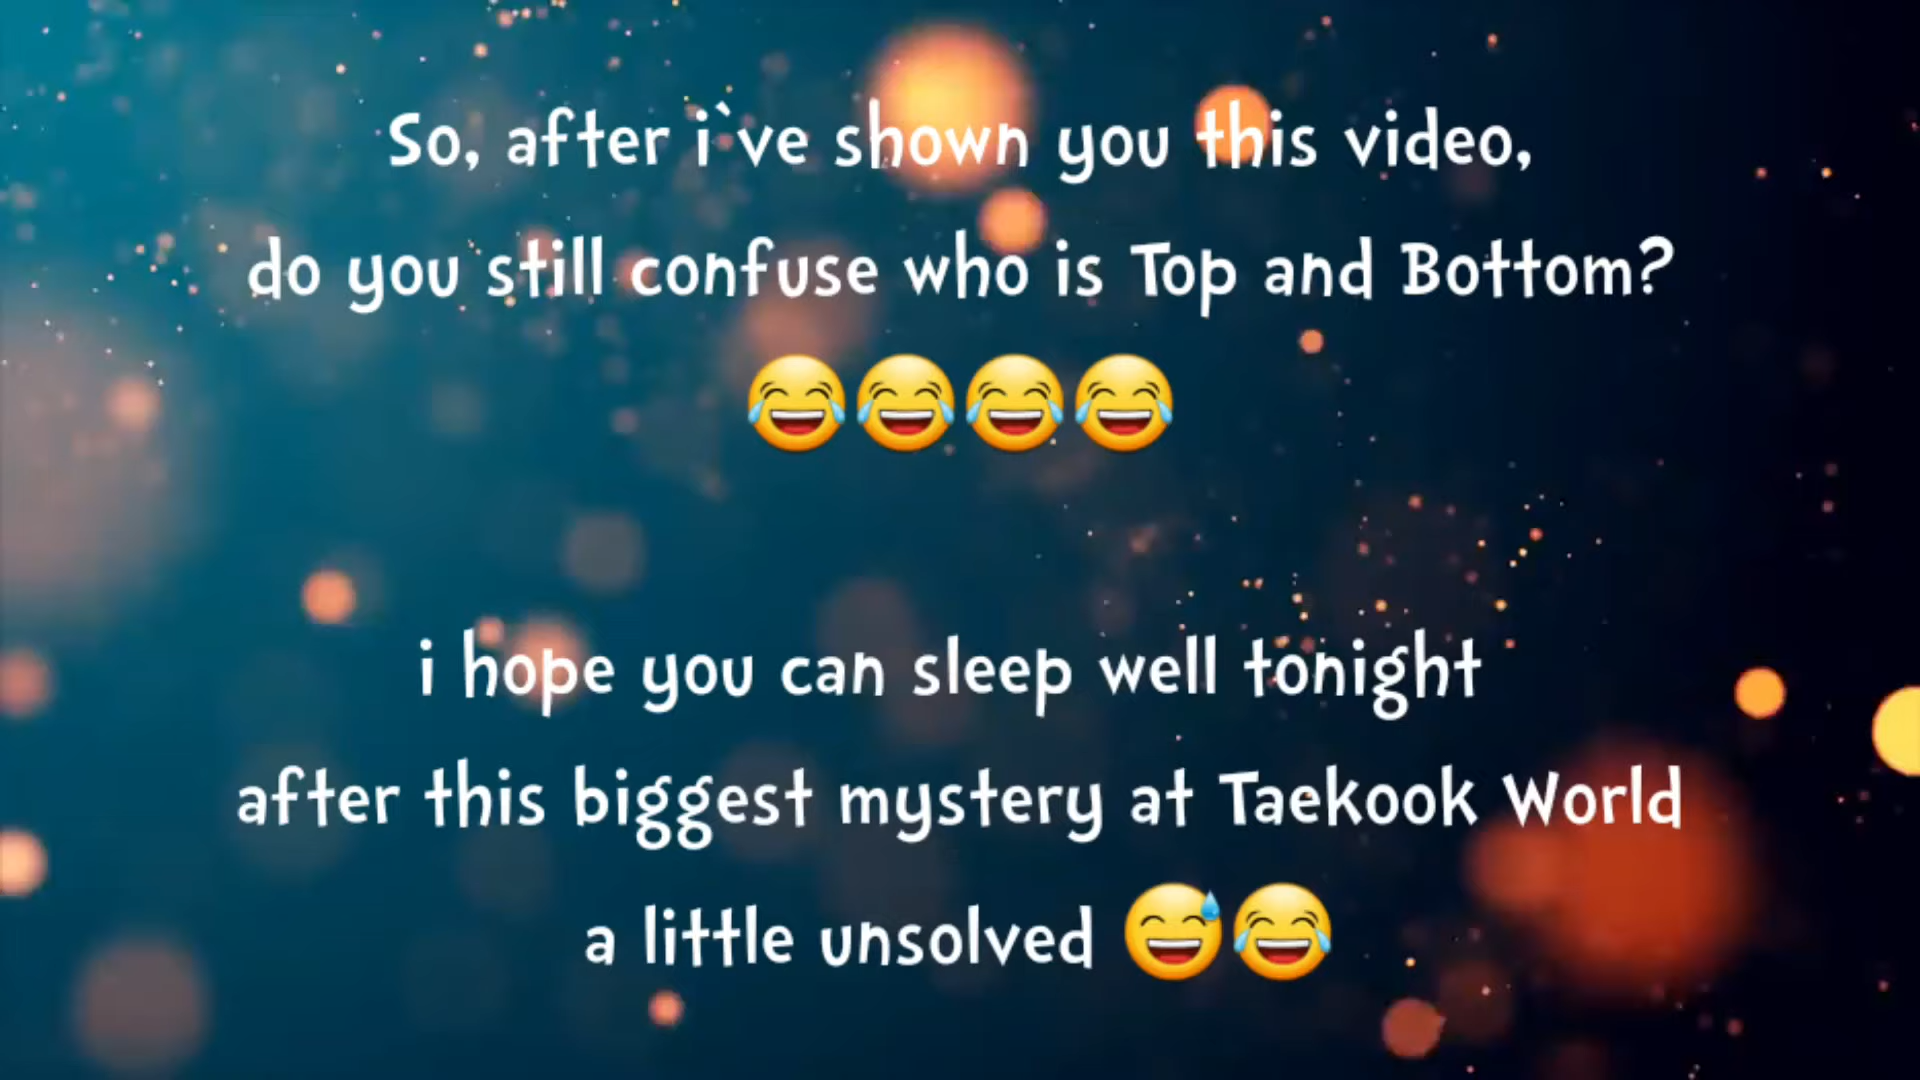 So, after i`ve shown you this video,
do you still confuse who is Top and Bottom?
😂😂😂😂
i hope you can sleep well tonight
after this biggest mystery at Taekook World
a little unsolved 😅😂